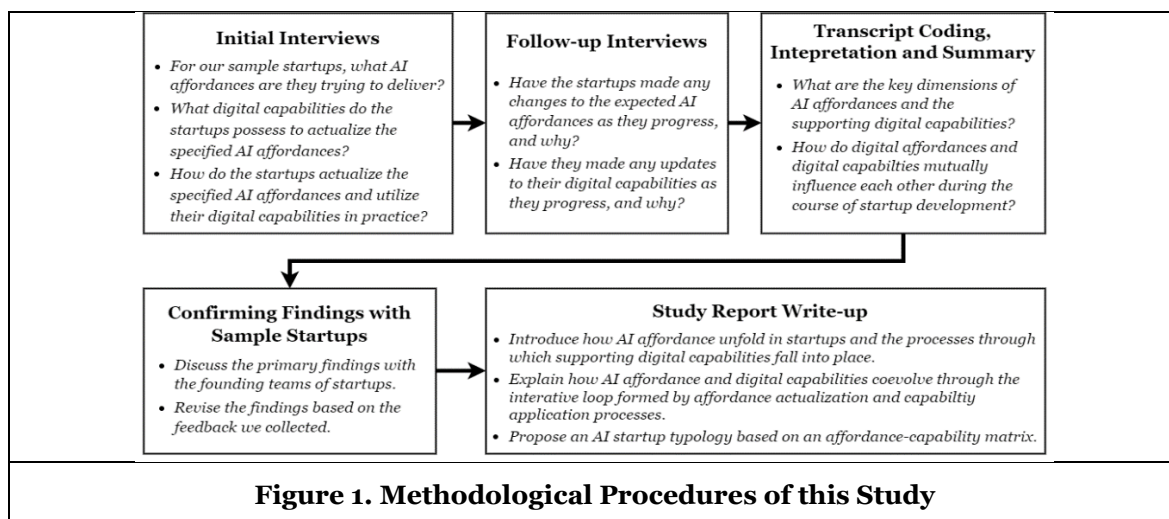 Initial Interviews
• For our sample startups, what AI
affordances are they trying to deliver?
• What digital capabilities do the
startups possess to actualize the
specified AI affordances?
• How do the startups actualize the
specified AI affordances and utilize
their digital capabilities in practice?
Follow-up Interviews
• Have the startups made any
changes to the expected AI
affordances as they progress,
and why?
• Have they made any updates
to their digital capabilities as
they progress, and why?
Transcript Coding,
Intepretation and Summary
• What are the key dimensions of
AI affordances and the
supporting digital capabilities?
• How do digital affordances and
digital capabilties mutually
influence each other during the
course of startup development?
Confirming Findings with
Sample Startups
• Discuss the primary findings with
the founding teams of startups.
• Revise the findings based on the
feedback we collected.
Study Report Write-up
• Introduce how AI affordance unfold in startups and the processes through
which supporting digital capabilities fall into place.
• Explain how AI affordance and digital capabilities coevolve through the
interative loop formed by affordance actualization and capabiltiy
application processes.
• Propose an AI startup typology based on an affordance-capability matrix.
Figure 1. Methodological Procedures of this Study